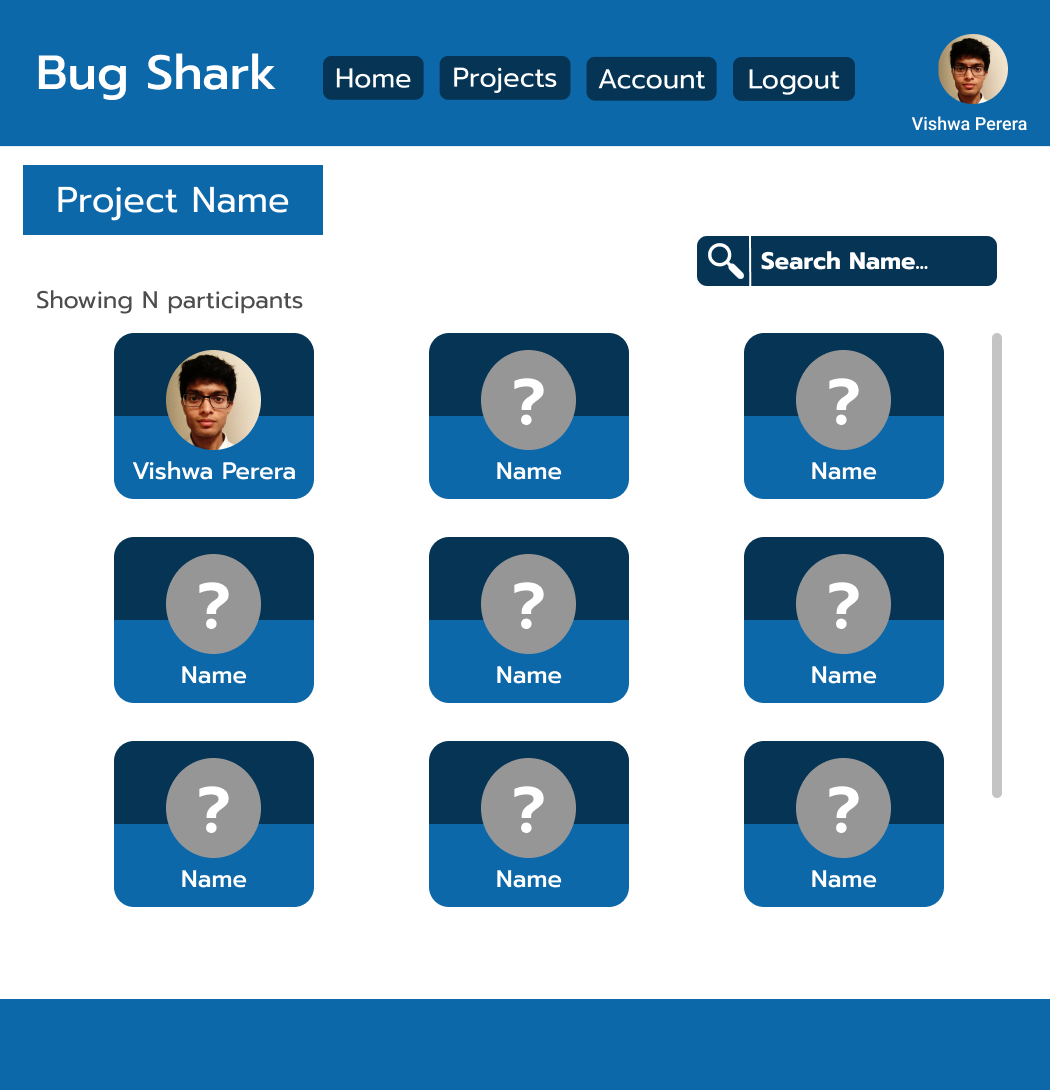 Bug Shark
Home
Projects
Account
Logout
Vishwa Perera
Project Name
Search Name...
Showing N participants
Vishwa Perera
?
Name
?
Name
?
Name
?
Name
?
Name
?
Name
?
Name
?
Name